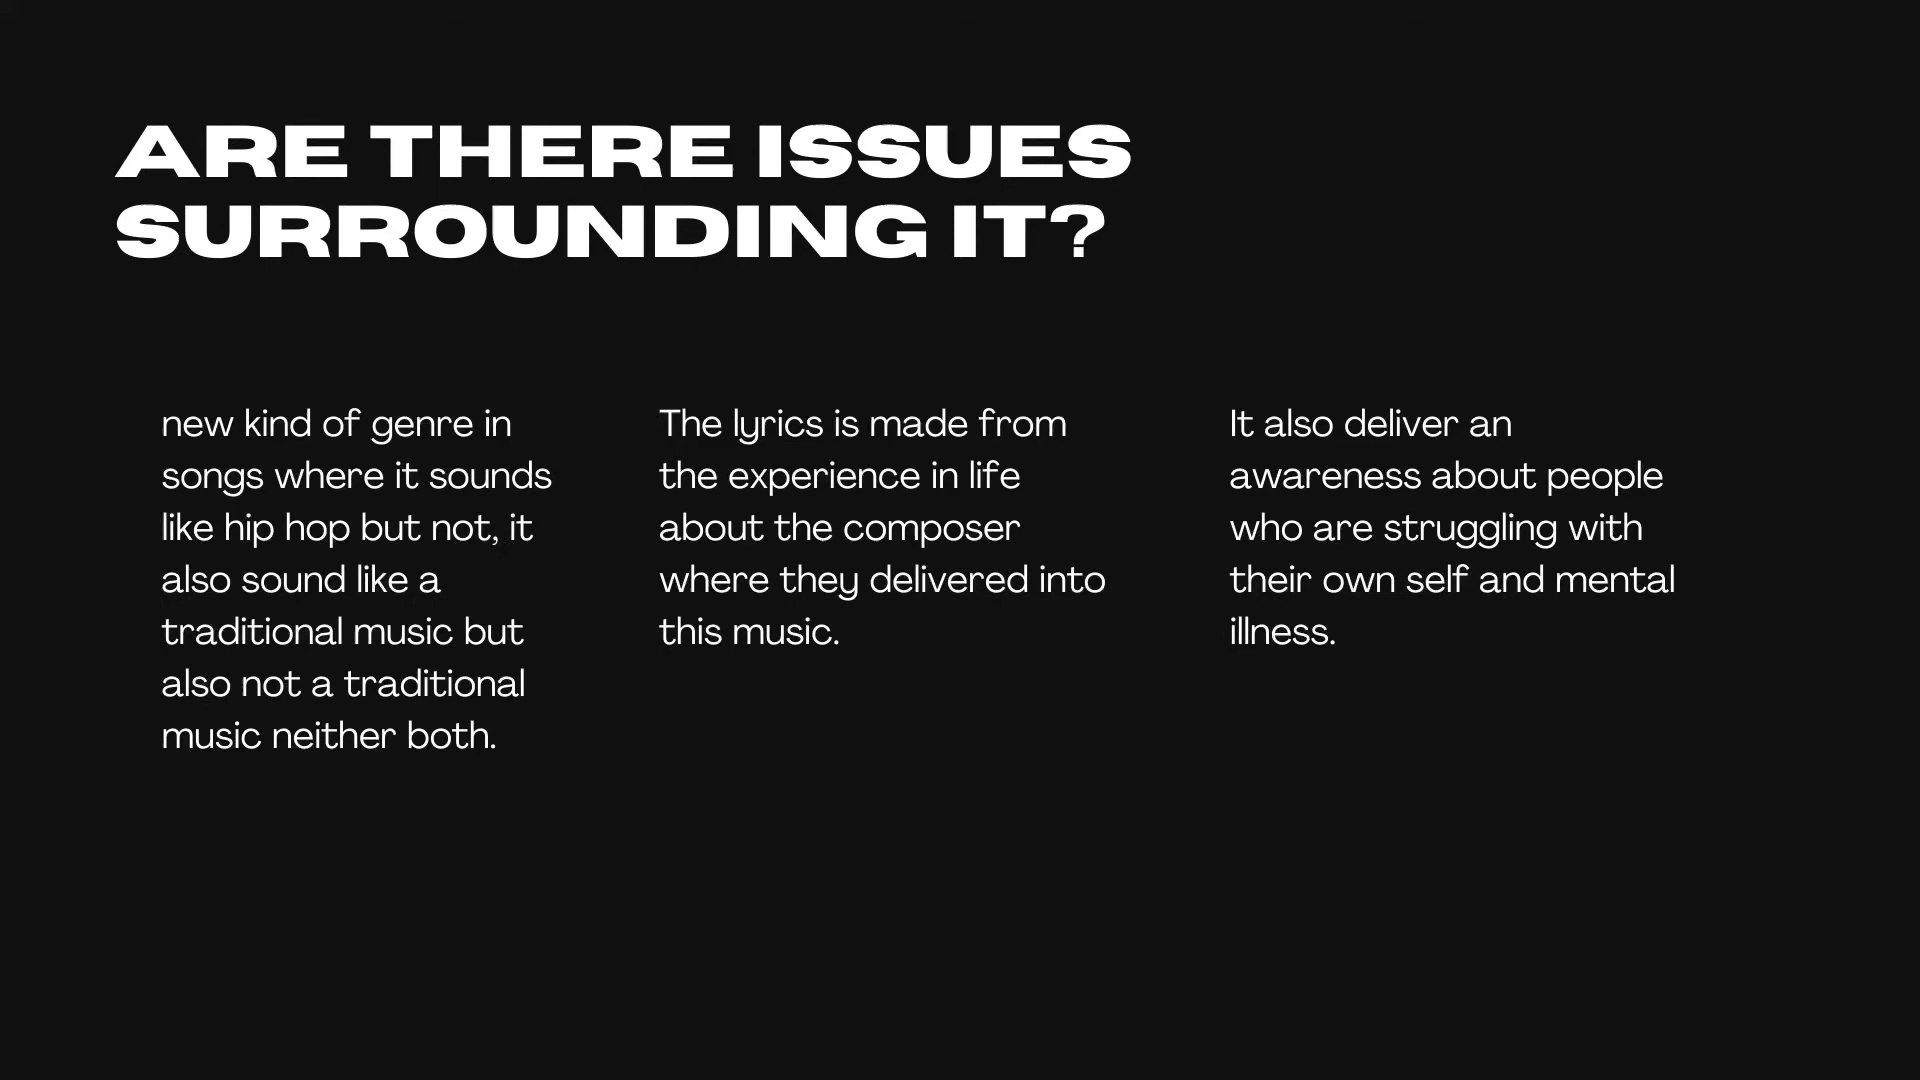 ARE THERE ISSUES
SURROUNDING IT?
new kind of genre in
songs where it sounds
like hip hop but not, it
also sound like a
traditional music but
also not a traditional
music neither both.
The lyrics is made from
the experience in life
about the composer
where they delivered into
this music.
It also deliver an
awareness about people
who are struggling with
their own self and mental
illness.